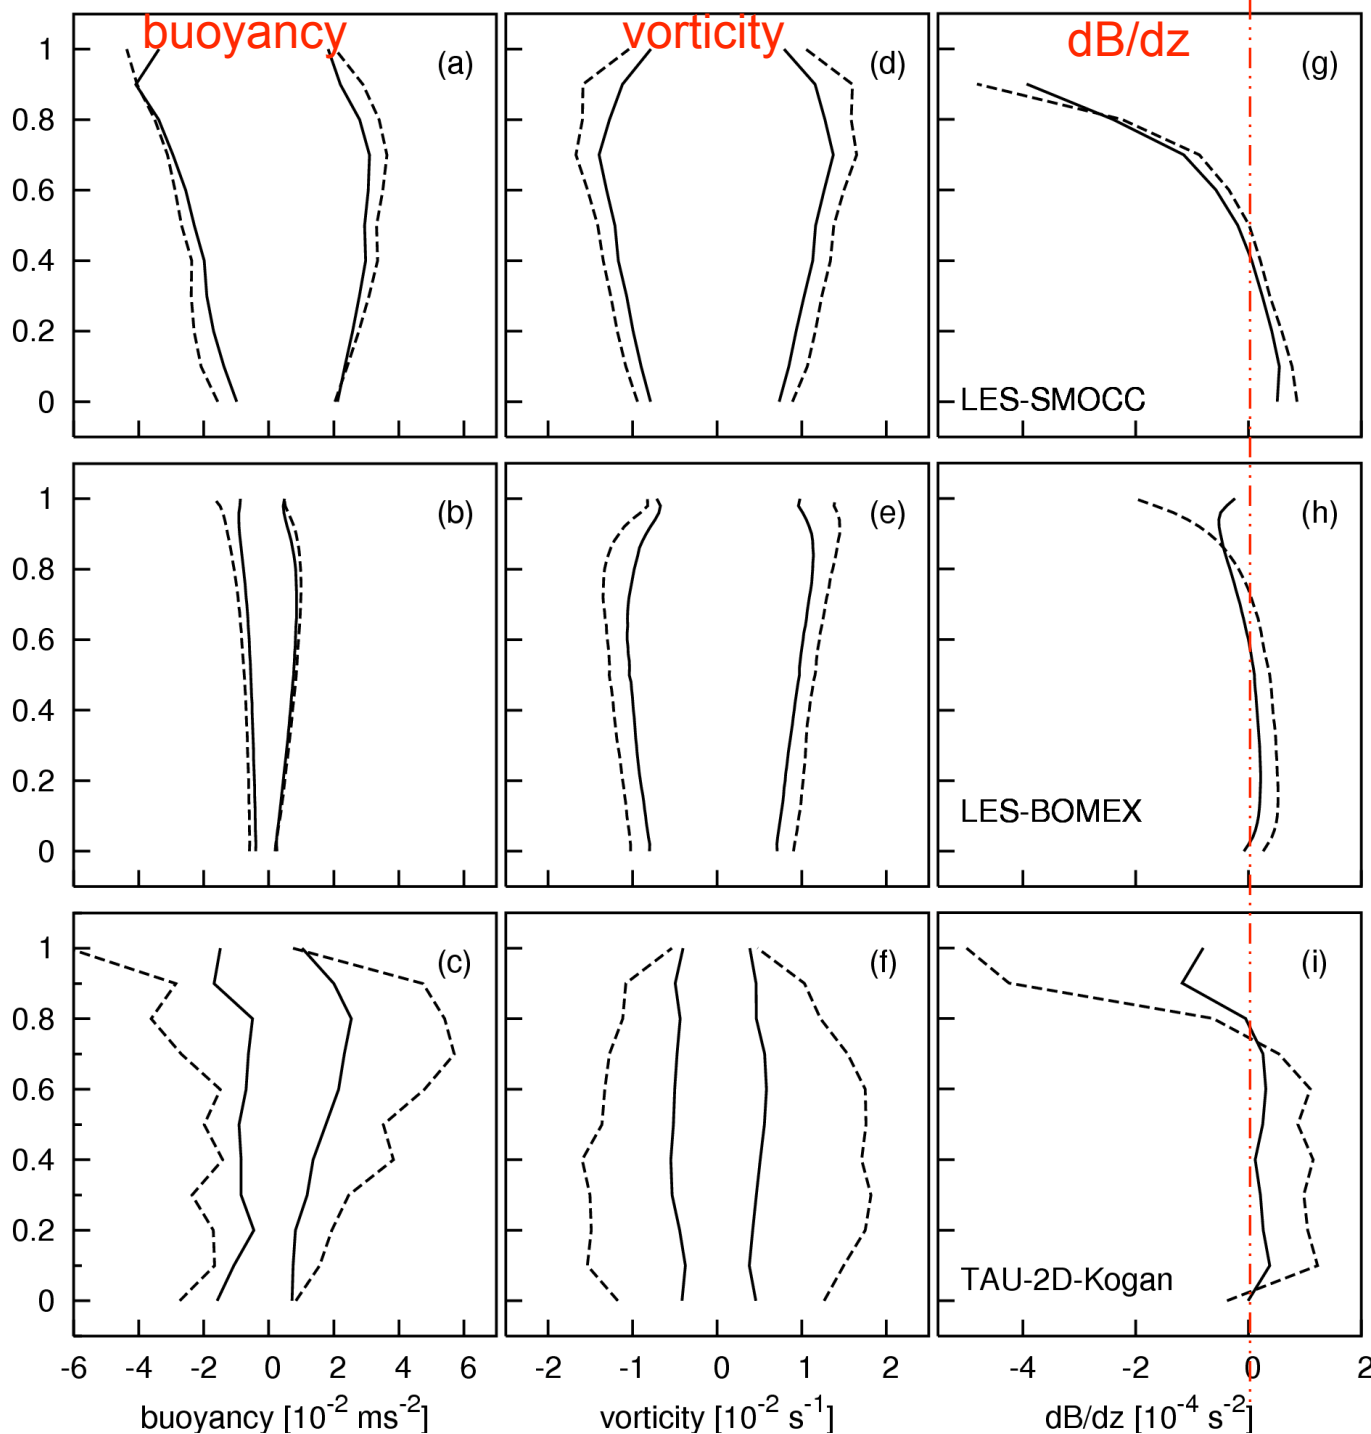 buoyancy
vorticity
dB/dz
(a)
(d)
(g)
1
0.8
0.6
0.4
0.2
0
LES-SMOCC
(b)
(e)
(h)
1
0.8
0.6
0.4
0.2
0
LES-BOMEX
(c)
(f)
(i)
1
0.8
0.6
0.4
0.2
0
TAU-2D-Kogan
-6 -4 -2 0 2 4 6
-2 -1 0 1 2
-4 -2 0 2
buoyancy [10⁻² ms⁻²]
vorticity [10⁻² s⁻¹]
dB/dz [10⁻⁴ s⁻²]